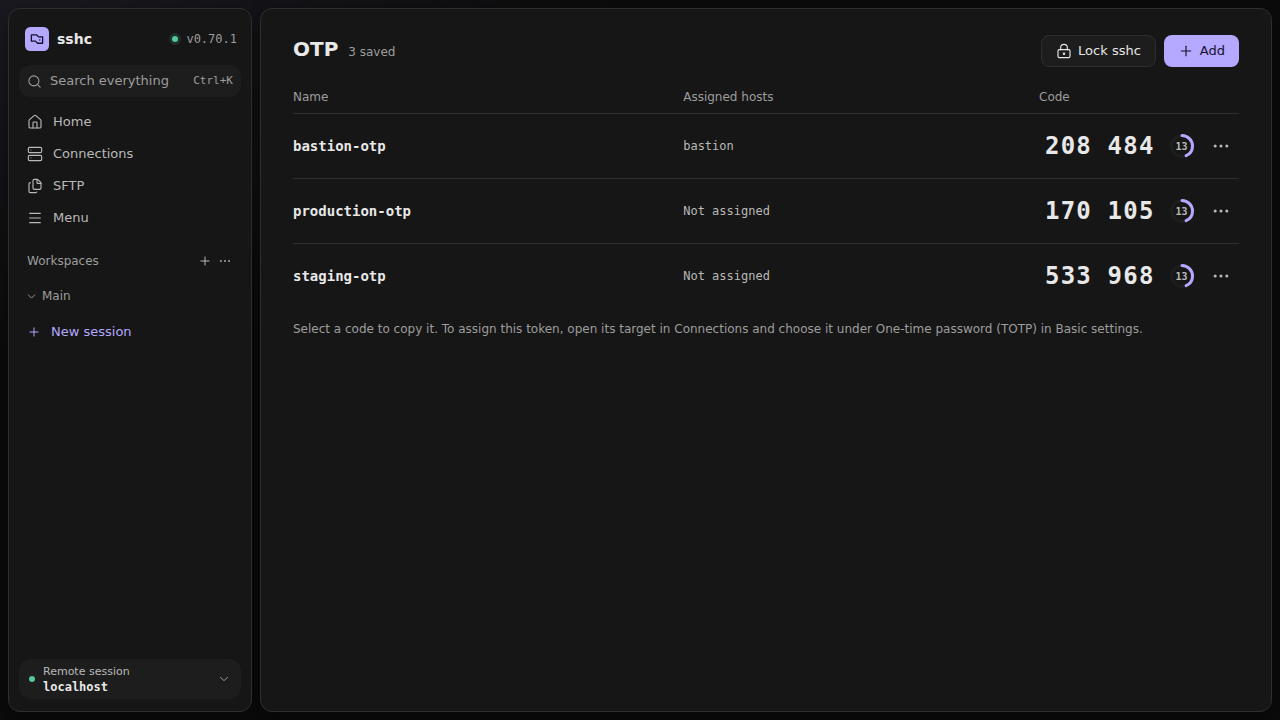 sshc v0.70.1
Search everything Ctrl+K
Home
Connections
SFTP
Menu
Workspaces
Main
New session
Remote session
localhost
OTP 3 saved
Lock sshc
Add
Name Assigned hosts Code
bastion-otp bastion 208 484 13
production-otp Not assigned 170 105 13
staging-otp Not assigned 533 968 13
Select a code to copy it. To assign this token, open its target in Connections and choose it under One-time password (TOTP) in Basic settings.